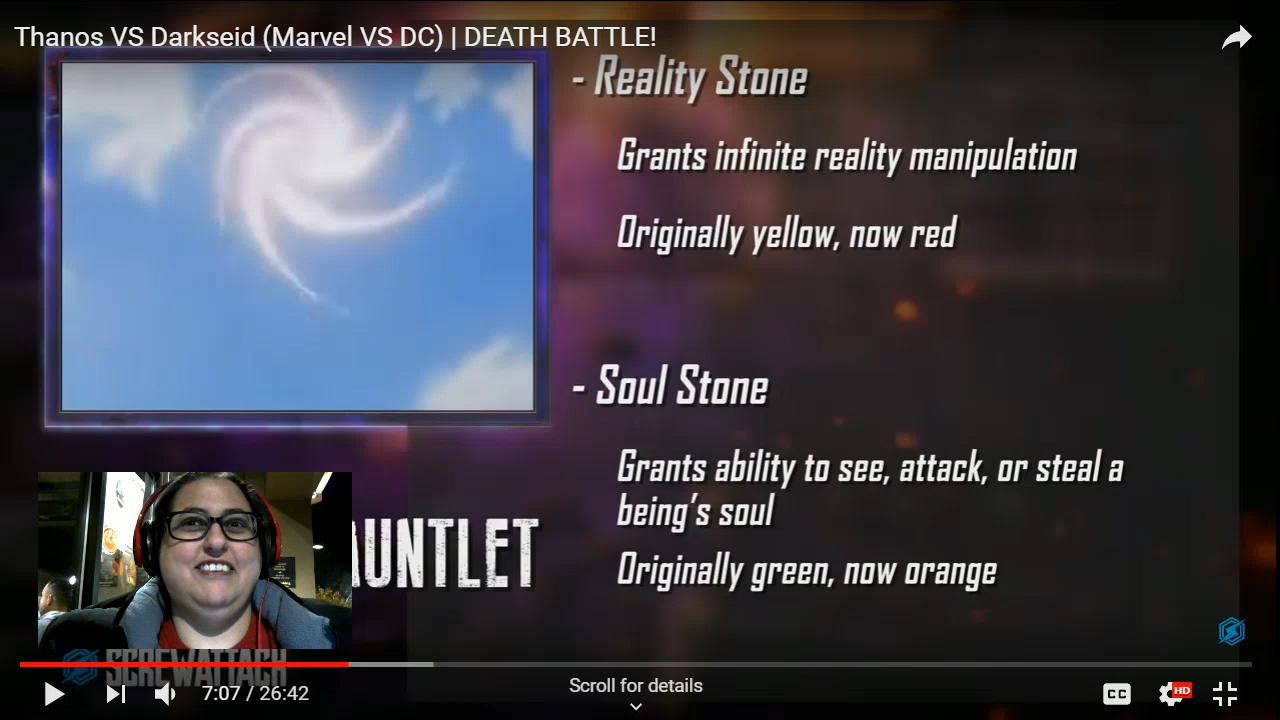 Thanos VS Darkseid (Marvel VS DC) | DEATH BATTLE!
- Reality Stone
Grants infinite reality manipulation
Originally yellow, now red
- Soul Stone
Grants ability to see, attack, or steal a
being's soul
Originally green, now orange
AUNTLET
SCREWATTACK
7:07 / 26:42
Scroll for details
CC
HD